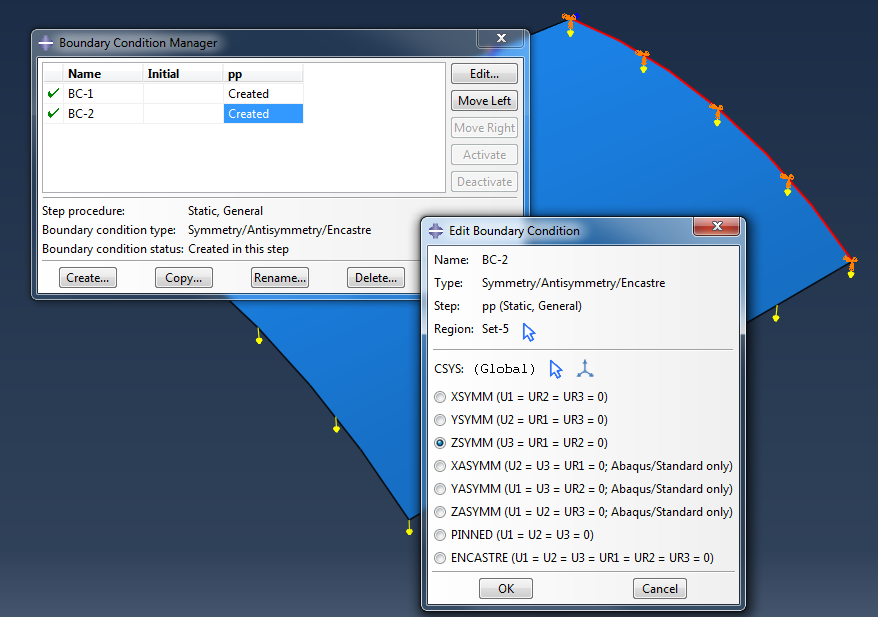 Boundary Condition Manager
Name Initial pp
BC-1 Created
BC-2 Created
Edit...
Move Left
Move Right
Activate
Deactivate
Step procedure: Static, General
Boundary condition type: Symmetry/Antisymmetry/Encastre
Boundary condition status: Created in this step
Create... Copy... Rename... Delete...
Edit Boundary Condition
Name: BC-2
Type: Symmetry/Antisymmetry/Encastre
Step: pp (Static, General)
Region: Set-5
CSYS: (Global)
XSYMM (U1 = UR2 = UR3 = 0)
YSYMM (U2 = UR1 = UR3 = 0)
ZSYMM (U3 = UR1 = UR2 = 0)
XASYMM (U2 = U3 = UR1 = 0; Abaqus/Standard only)
YASYMM (U1 = U3 = UR2 = 0; Abaqus/Standard only)
ZASYMM (U1 = U2 = UR3 = 0; Abaqus/Standard only)
PINNED (U1 = U2 = U3 = 0)
ENCASTRE (U1 = U2 = U3 = UR1 = UR2 = UR3 = 0)
OK Cancel